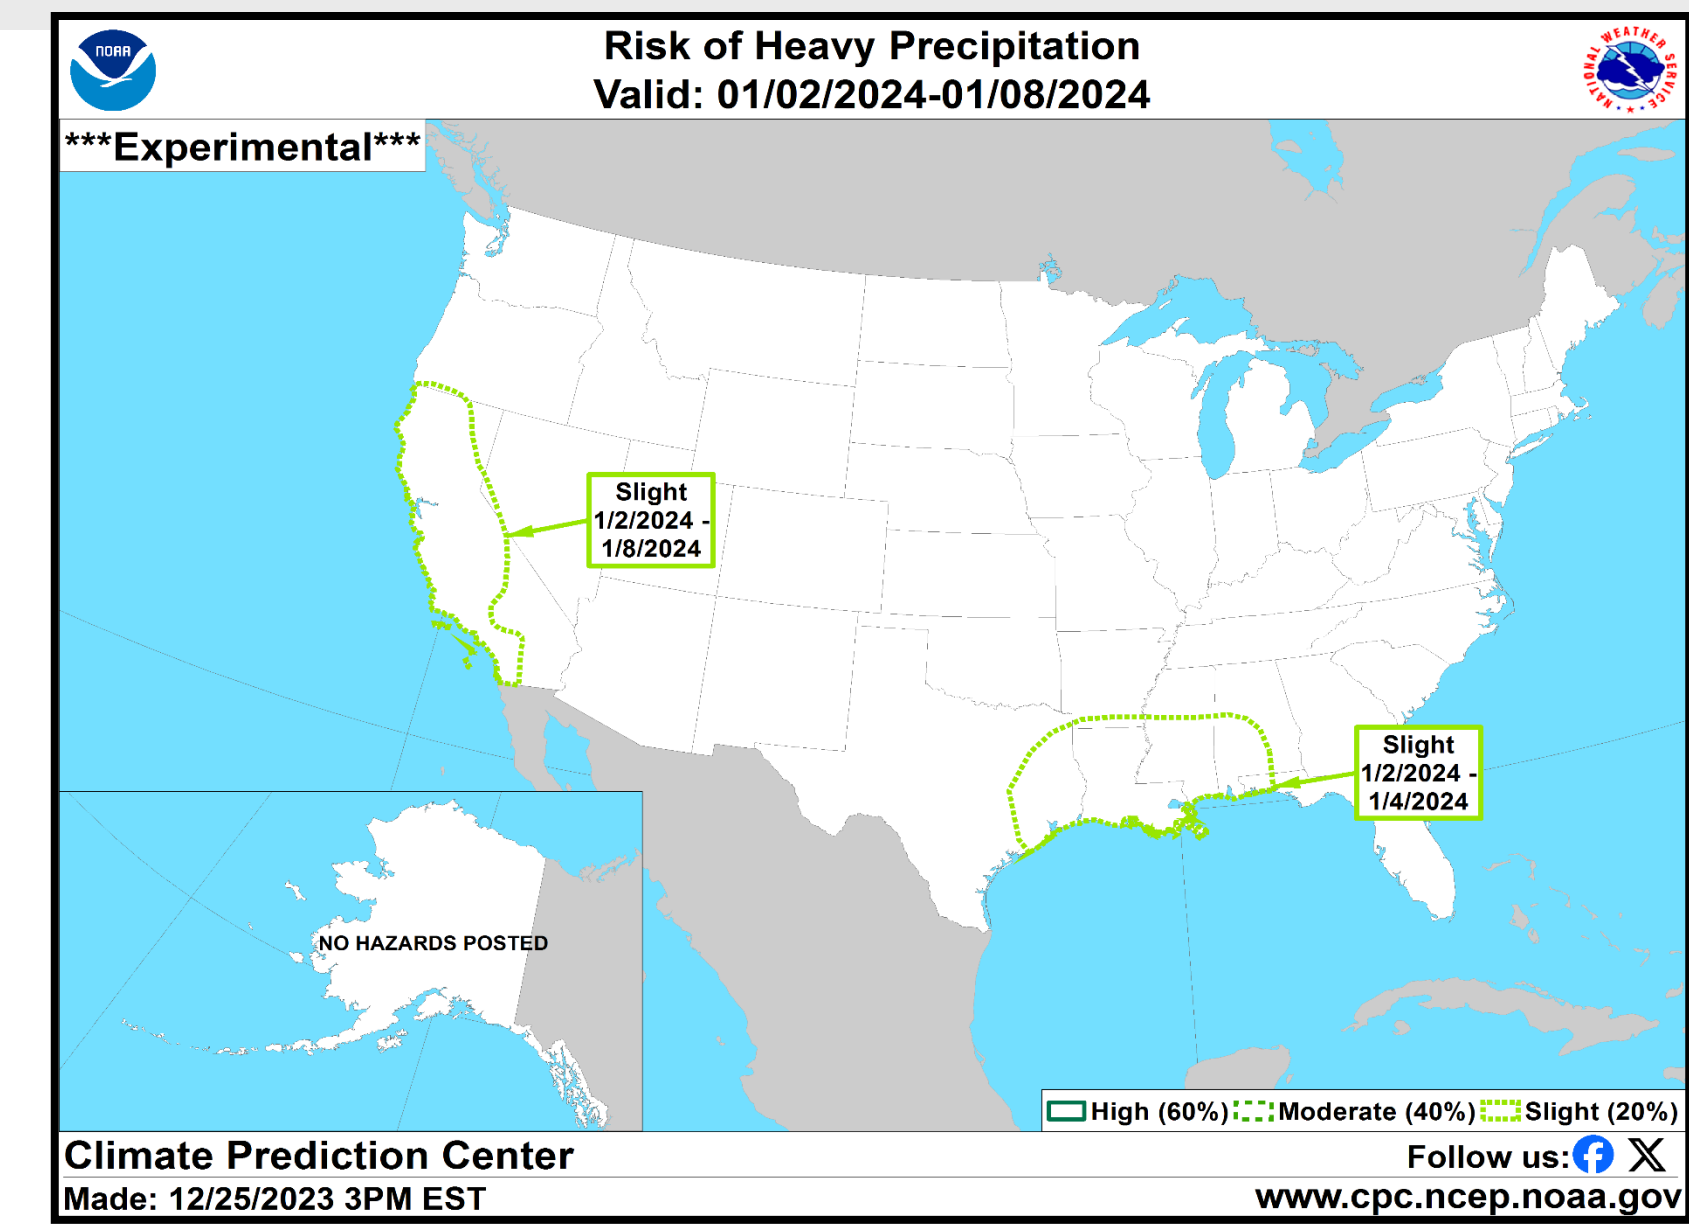 NOAA
Risk of Heavy Precipitation
Valid: 01/02/2024-01/08/2024
NATIONAL WEATHER SERVICE
***Experimental***
Slight
1/2/2024 -
1/8/2024
Slight
1/2/2024 -
1/4/2024
NO HAZARDS POSTED
High (60%) Moderate (40%) Slight (20%)
Climate Prediction Center
Follow us:
Made: 12/25/2023 3PM EST
www.cpc.ncep.noaa.gov